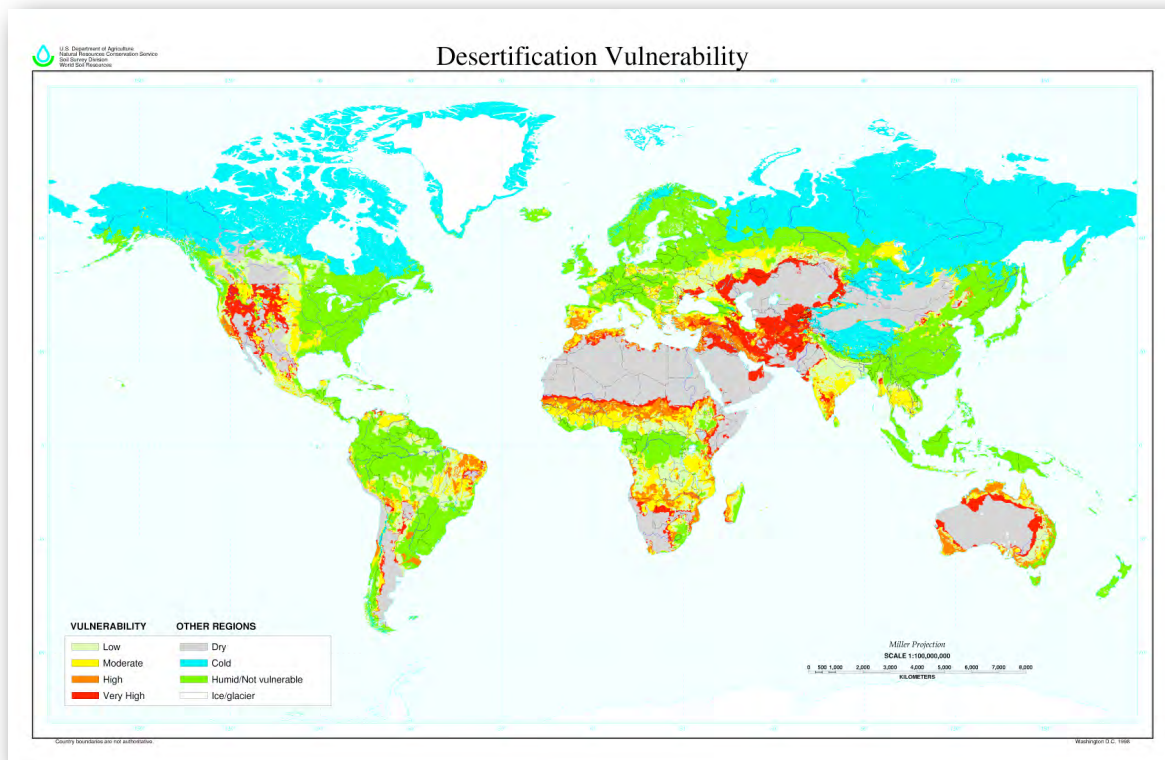 U.S. Department of Agriculture
Natural Resources Conservation Service
Soil Survey Division
World Soil Resources
Desertification Vulnerability
VULNERABILITY
Low
Moderate
High
Very High
OTHER REGIONS
Dry
Cold
Humid/Not vulnerable
Ice/glacier
Miller Projection
SCALE 1:100,000,000
0 500 1,000 2,000 3,000 4,000 5,000 6,000 7,000 8,000
KILOMETERS
Country boundaries are not authoritative.
Washington D.C. 1998